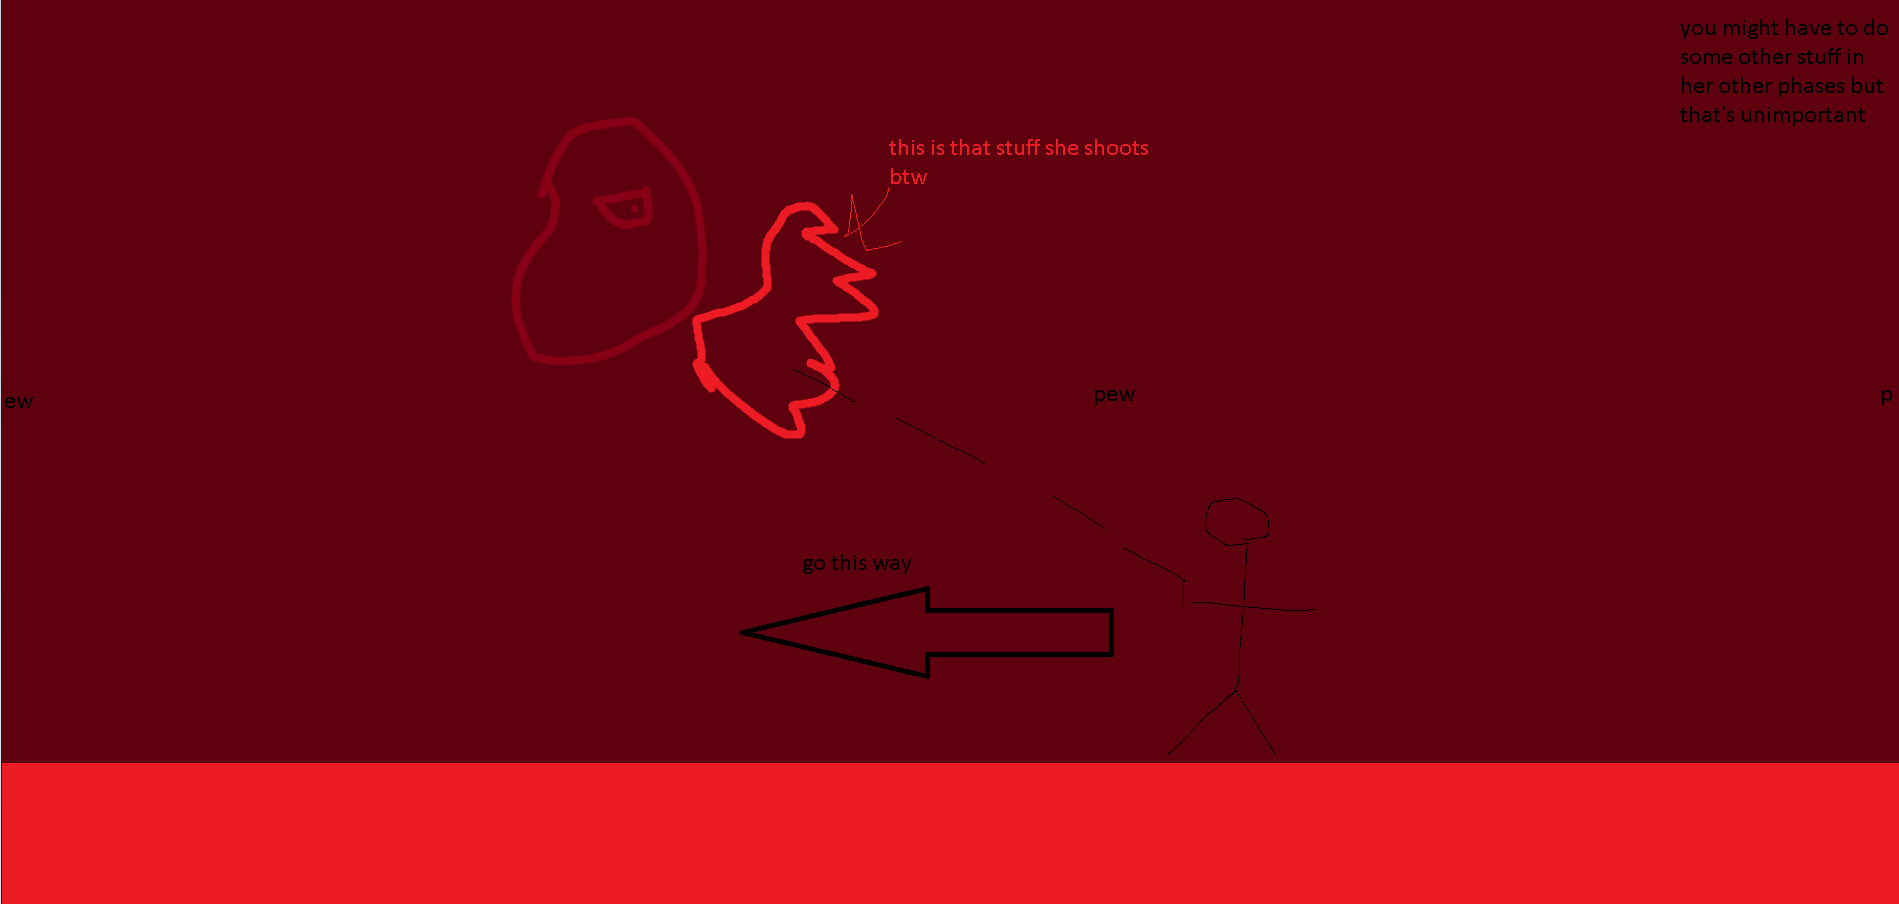 you might have to do
some other stuff in
her other phases but
that's unimportant
this is that stuff she shoots
btw
ew
pew
p
go this way